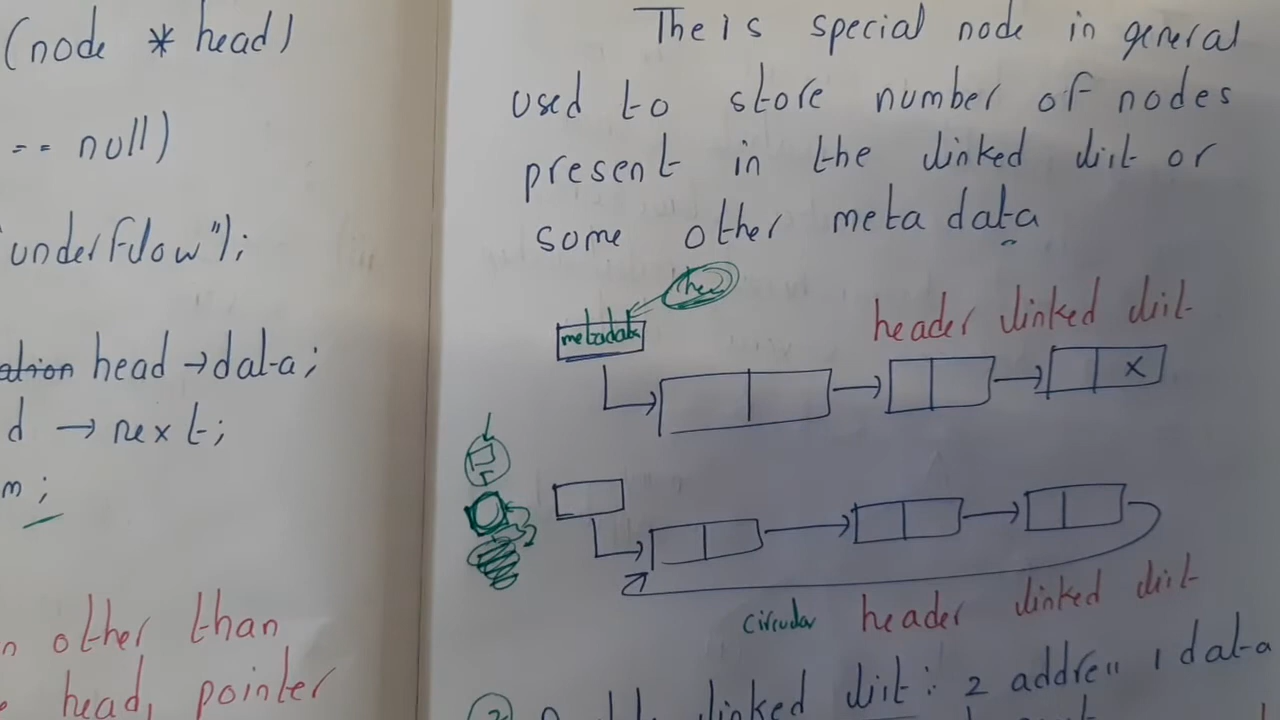 (node * head)
== null)
"underflow");
ation head →data;
d → next;
m;
n other than
head, pointer
Theis special node in general
used to store number of nodes
present in the linked list or
some other meta data
metadata
header linked list
X
circular header linked list
linked list : 2 address 1 data